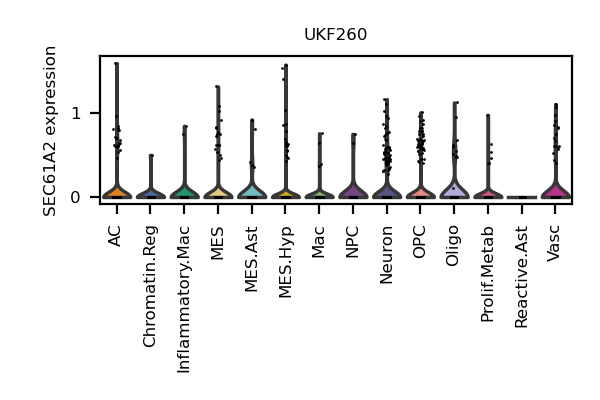 UKF260
SEC61A2 expression
1
0
AC
Chromatin.Reg
Inflammatory.Mac
MES
MES.Ast
MES.Hyp
Mac
NPC
Neuron
OPC
Oligo
Prolif.Metab
Reactive.Ast
Vasc